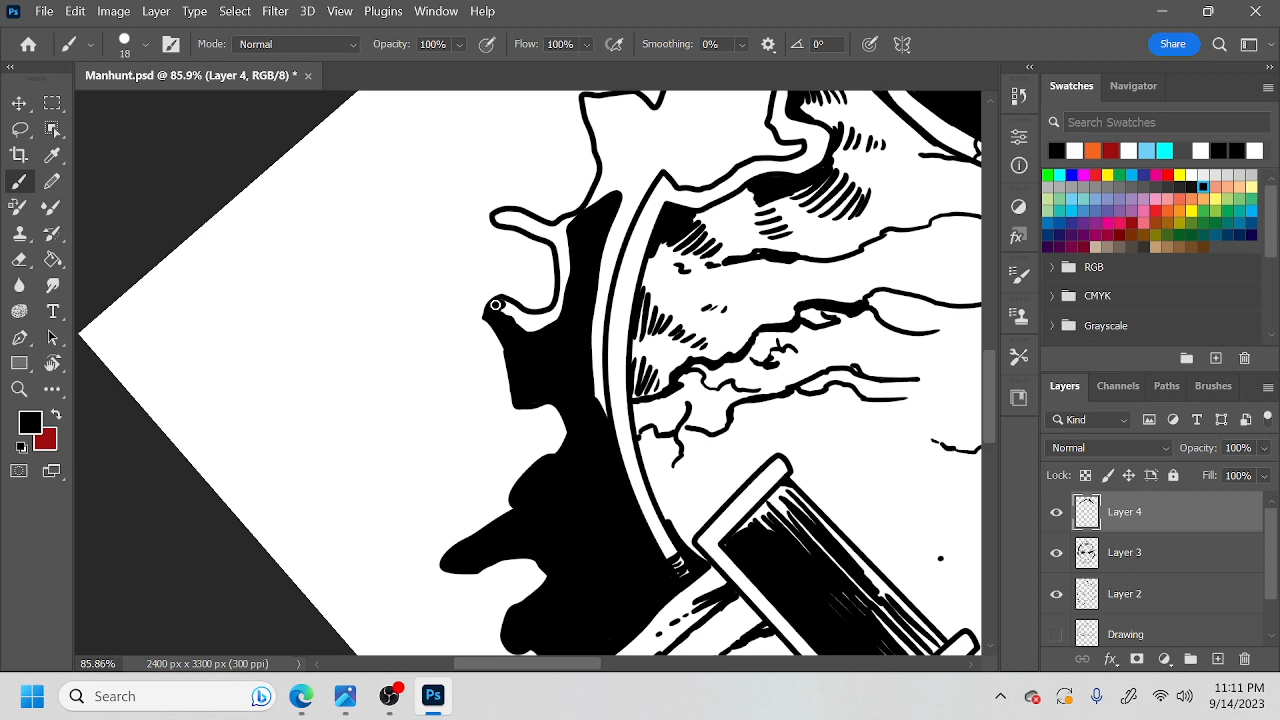 Ps File Edit Image Layer Type Select Filter 3D View Plugins Window Help
18 Mode: Normal Opacity: 100% Flow: 100% Smoothing: 0% 0° Share
Manhunt.psd @ 85.9% (Layer 4, RGB/8) * ×
Swatches Navigator
Search Swatches
RGB
CMYK
Layers Channels Paths Brushes
Kind
Normal Opacity: 100%
Lock: Fill: 100%
Layer 4
Layer 3
Layer 2
Drawing
85.86% 2400 px x 3300 px (300 ppi)
Search Ps 11:11 PM
9/14/2023